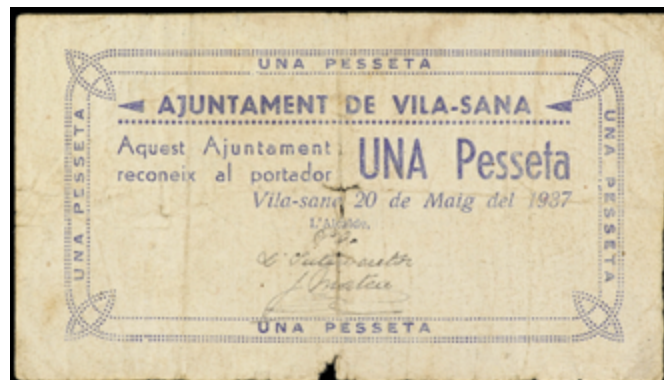 UNA PESSETA
AJUNTAMENT DE VILA-SANA
Aquest Ajuntament
reconeix al portador
UNA Pesseta
Vila-sana 20 de Maig del 1937
L'Alcalde,
J. Mateu
UNA PESSETA
UNA PESSETA
UNA PESSETA